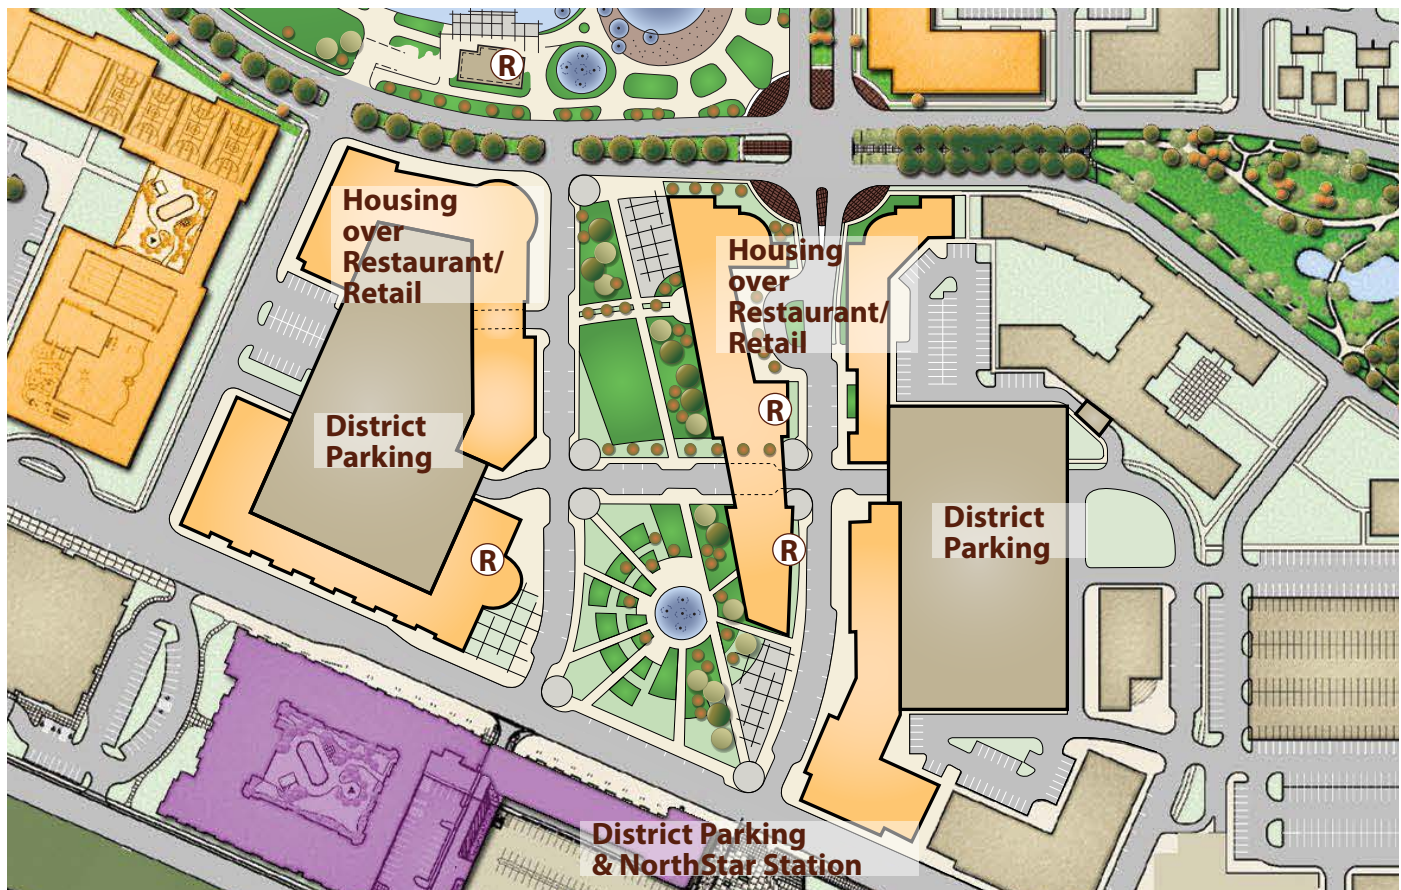 R
Housing
over
Restaurant/
Retail
Housing
over
Restaurant/
Retail
R
District
Parking
District
Parking
R
R
District Parking
& NorthStar Station